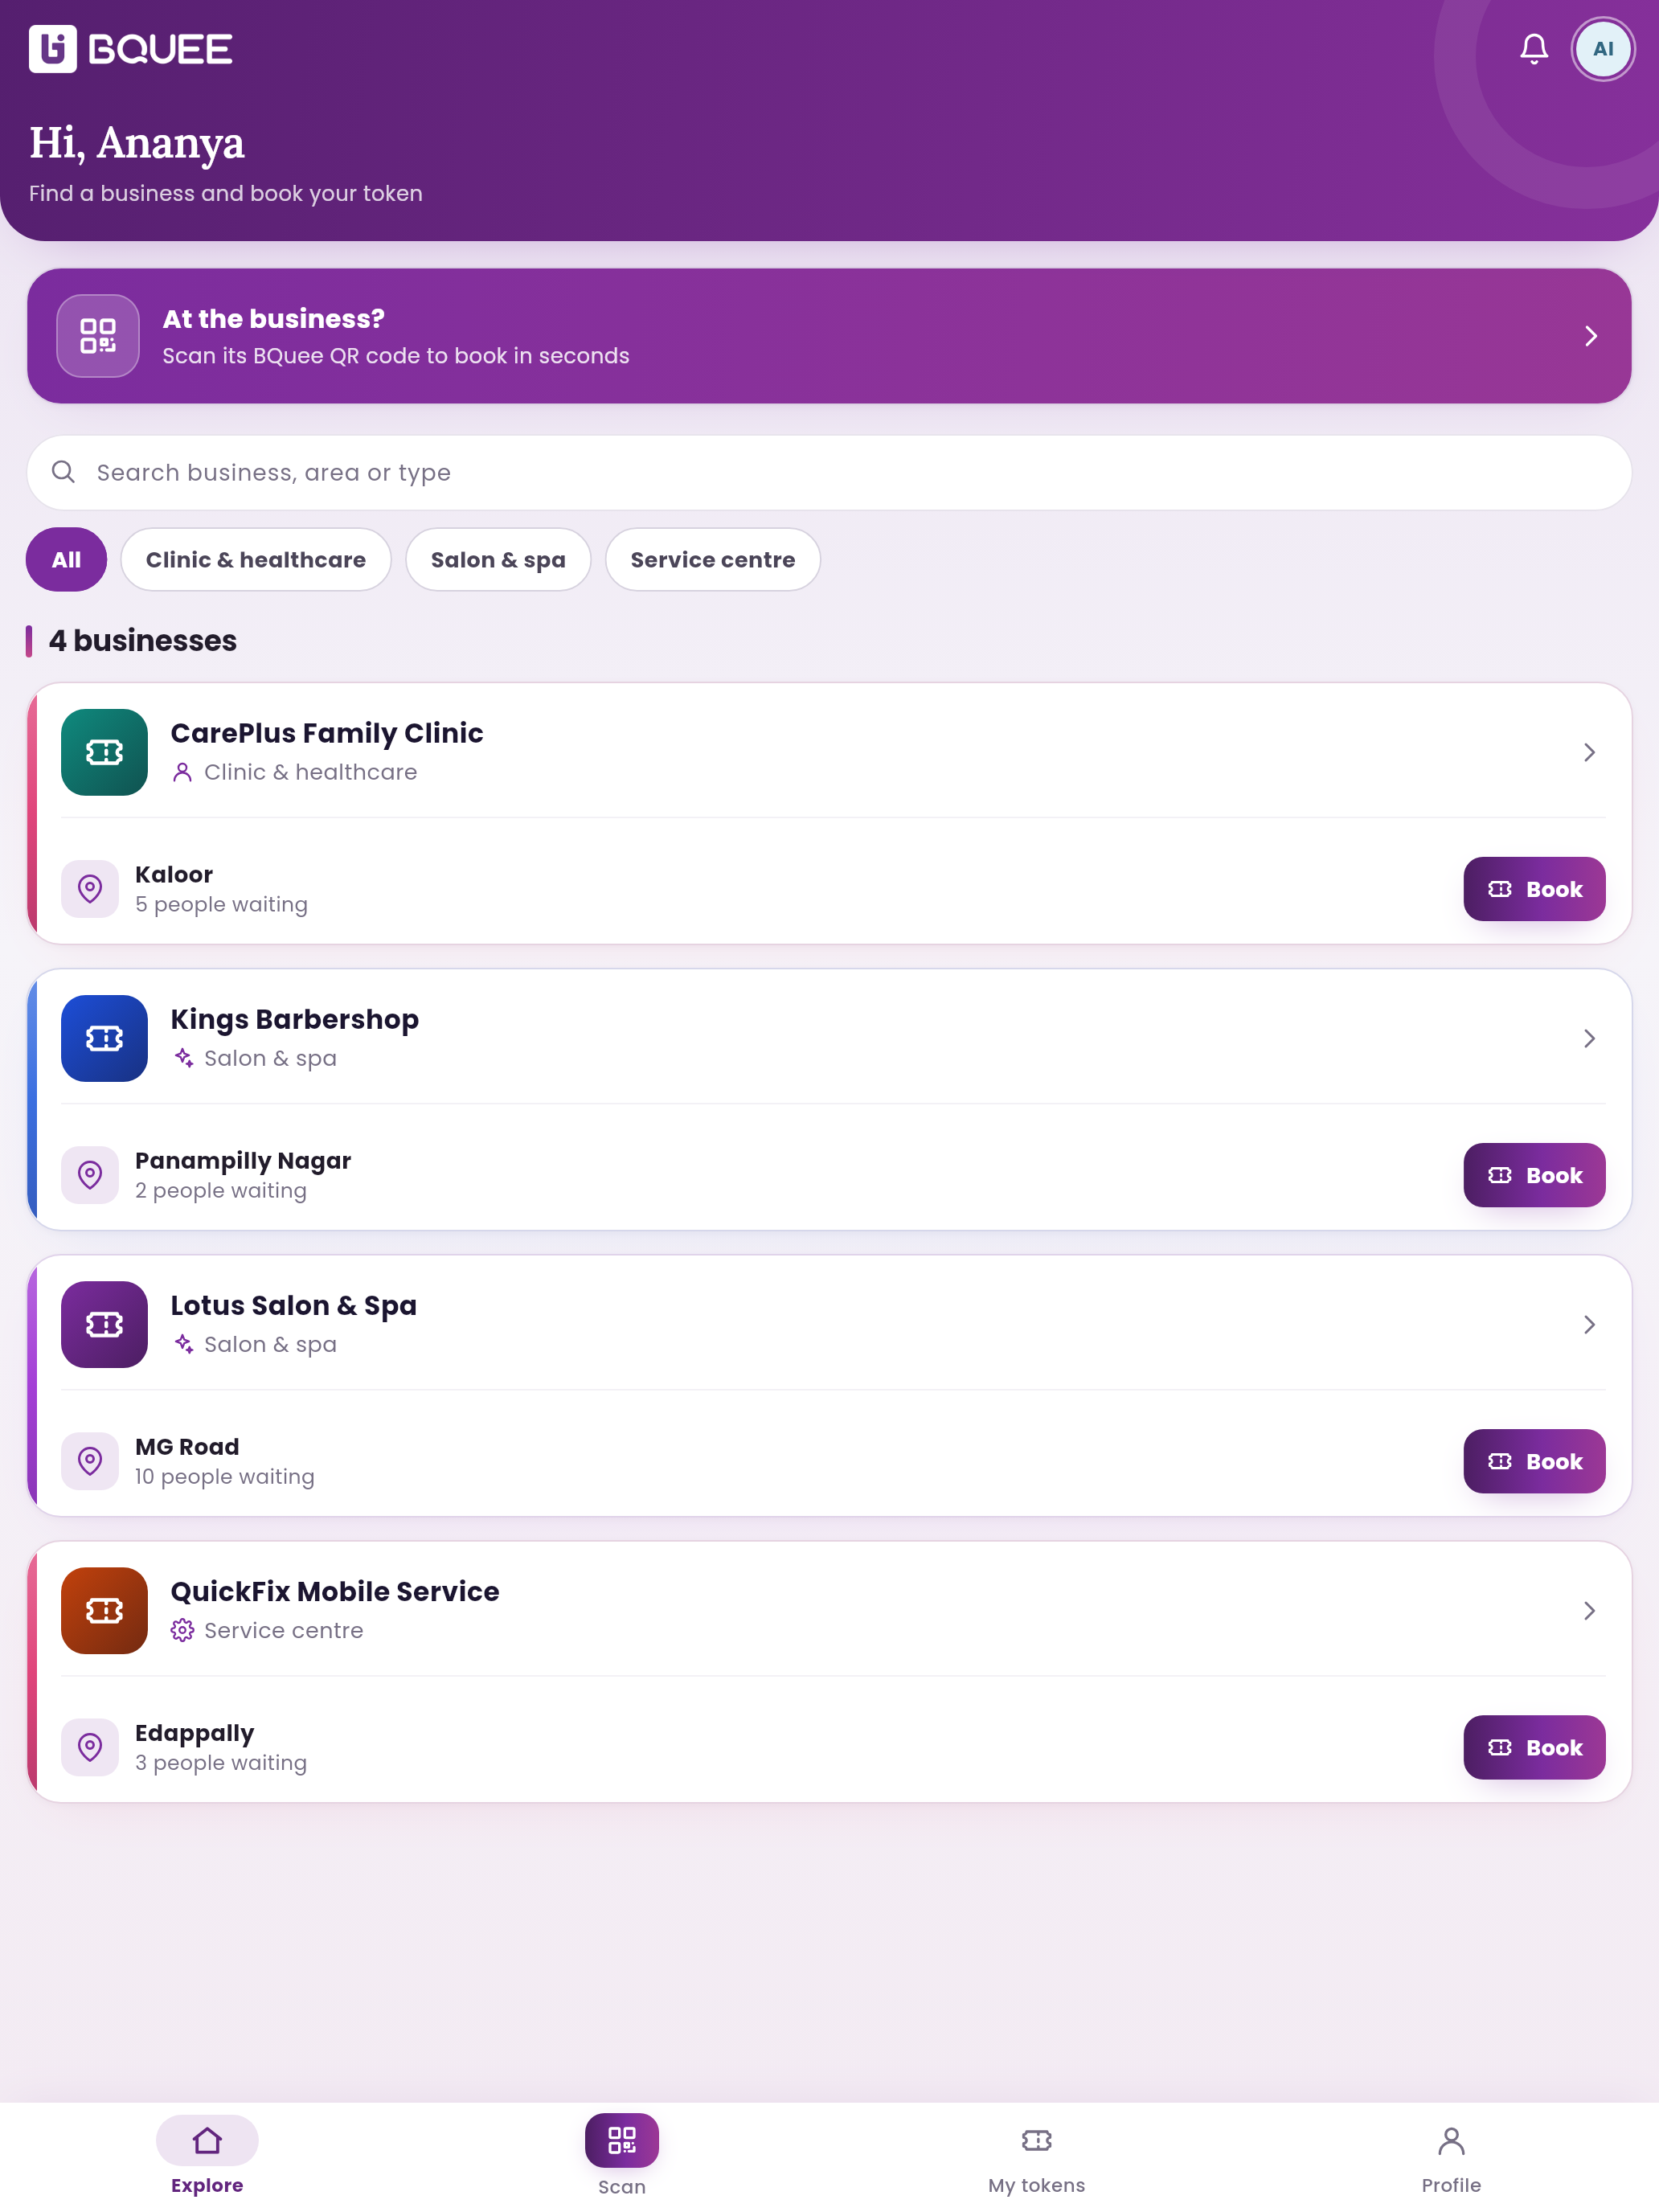 BQUEE
AI
Hi, Ananya
Find a business and book your token
At the business?
Scan its BQuee QR code to book in seconds
Search business, area or type
All
Clinic & healthcare
Salon & spa
Service centre
4 businesses
CarePlus Family Clinic
Clinic & healthcare
Kaloor
5 people waiting
Book
Kings Barbershop
Salon & spa
Panampilly Nagar
2 people waiting
Book
Lotus Salon & Spa
Salon & spa
MG Road
10 people waiting
Book
QuickFix Mobile Service
Service centre
Edappally
3 people waiting
Book
Explore
Scan
My tokens
Profile